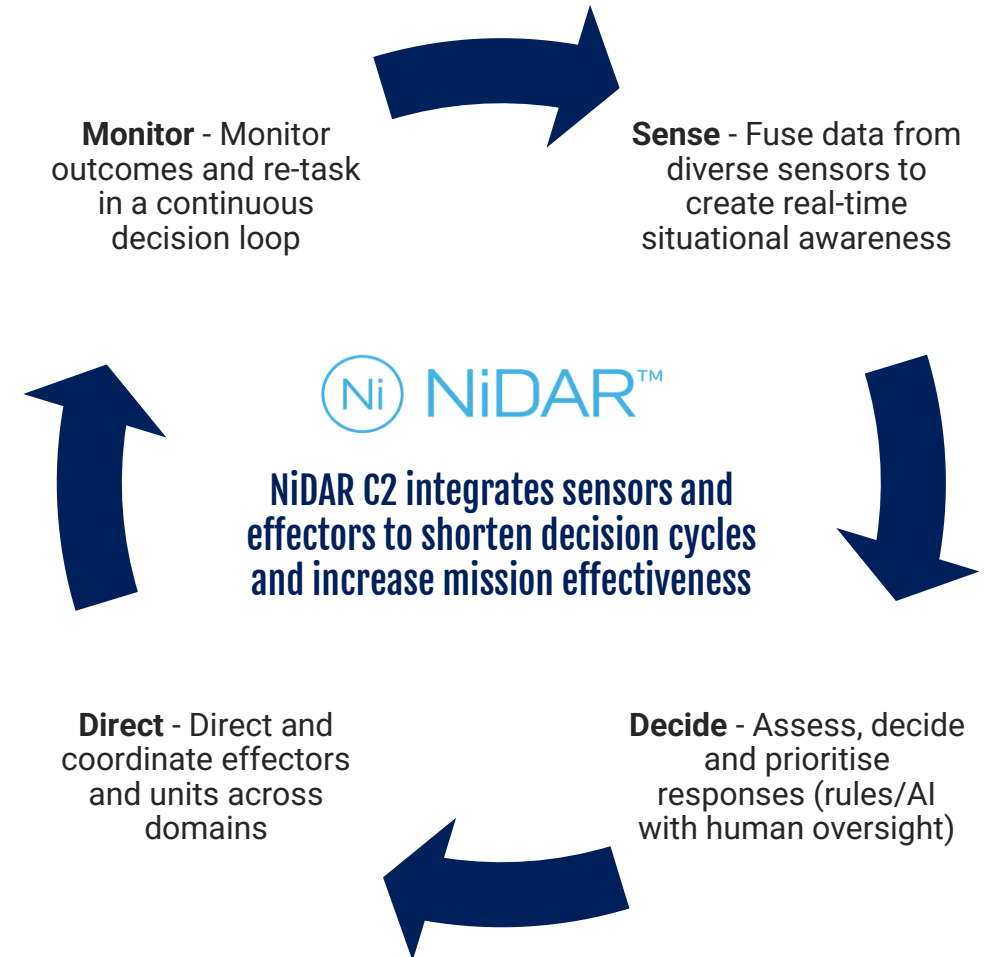 Monitor - Monitor
outcomes and re-task
in a continuous
decision loop
Sense - Fuse data from
diverse sensors to
create real-time
situational awareness
Ni NiDAR™
NiDAR C2 integrates sensors and
effectors to shorten decision cycles
and increase mission effectiveness
Direct - Direct and
coordinate effectors
and units across
domains
Decide - Assess, decide
and prioritise
responses (rules/AI
with human oversight)